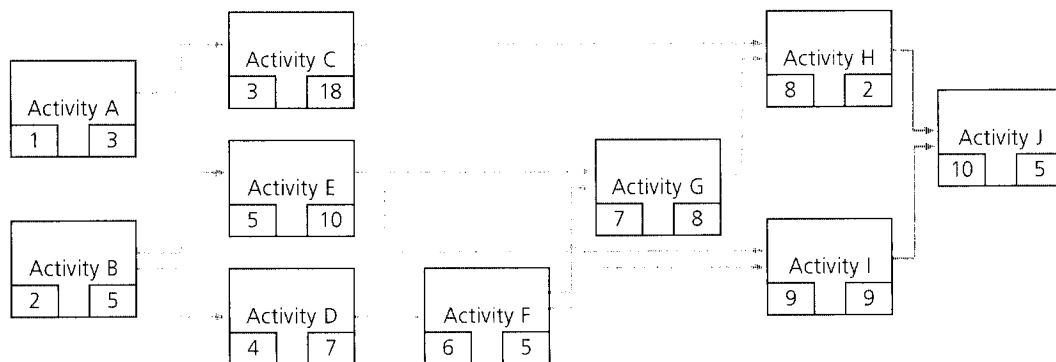 Activity A
1 3
Activity B
2 5
Activity C
3 18
Activity E
5 10
Activity D
4 7
Activity F
6 5
Activity G
7 8
Activity H
8 2
Activity I
9 9
Activity J
10 5